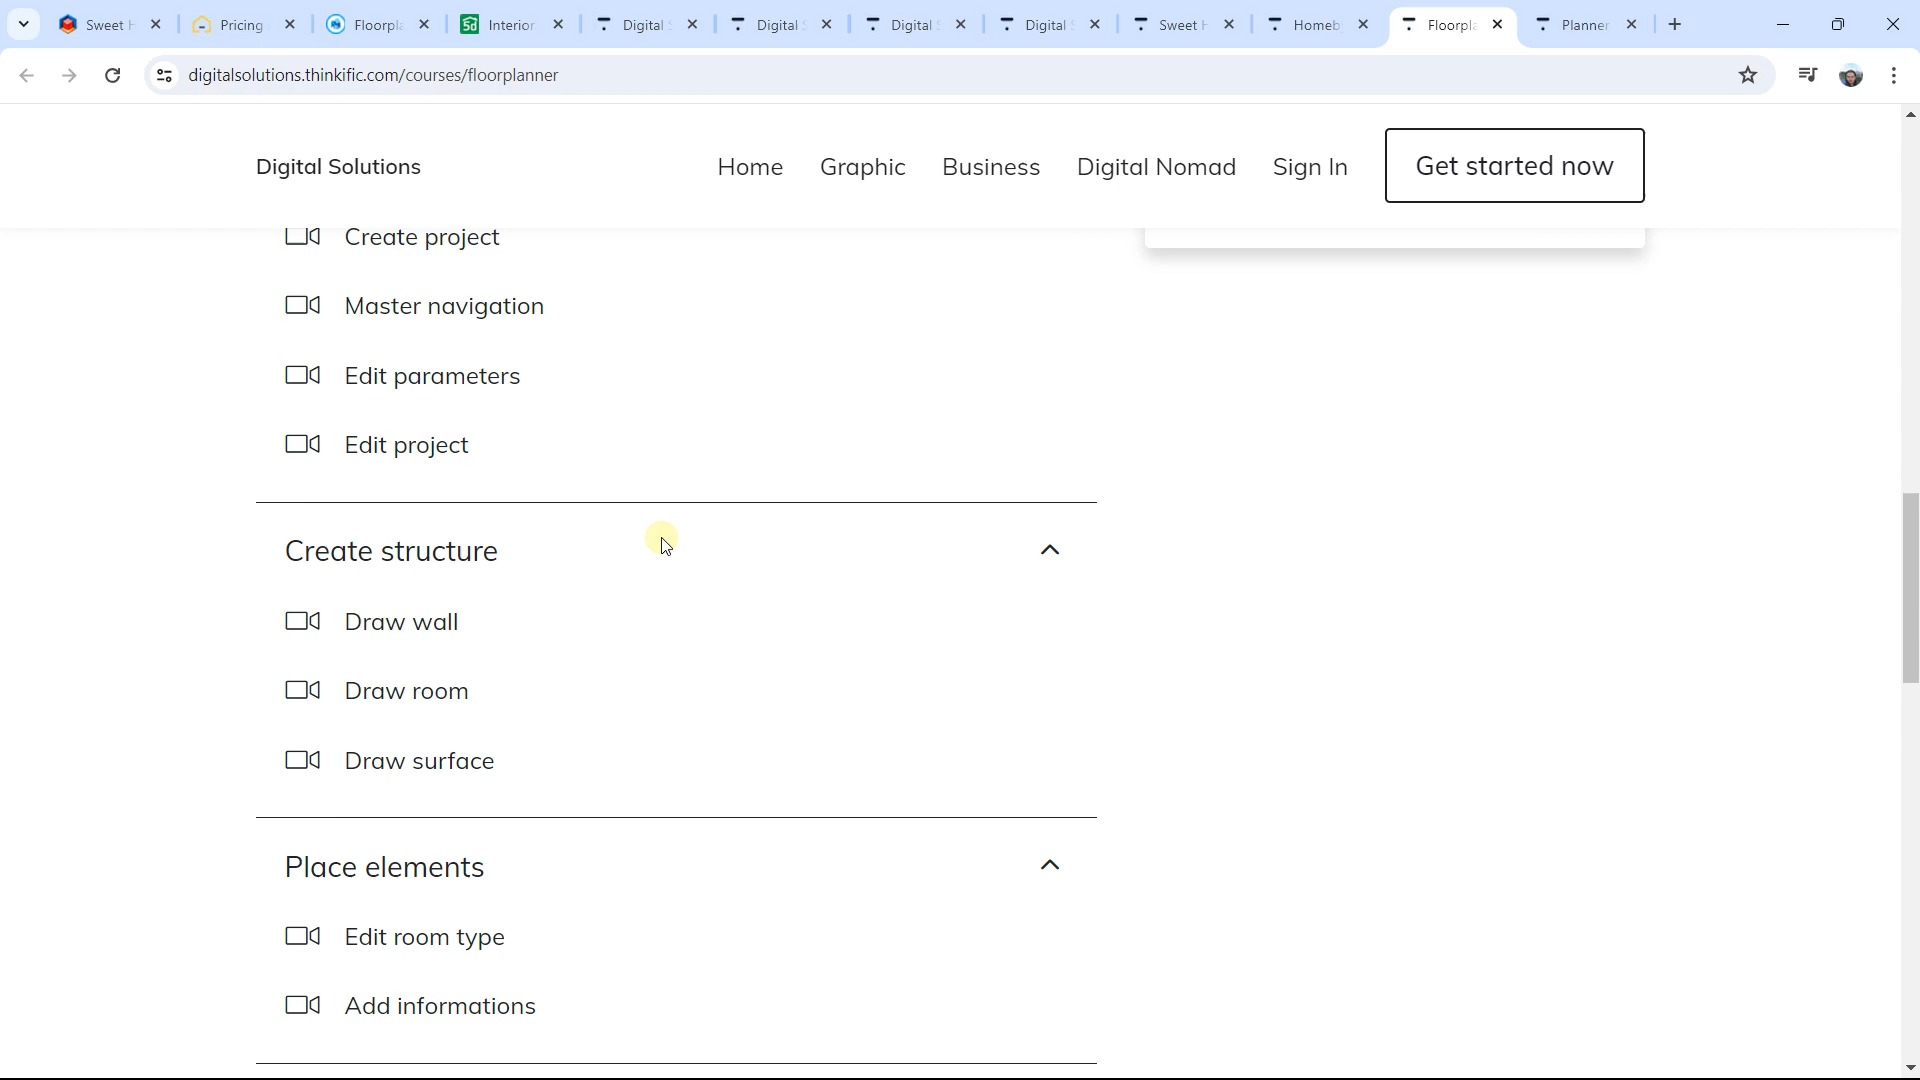 Sweet H
Pricing
Floorpla
Interior
Digital S
Digital S
Digital S
Digital S
Sweet H
Homeb
Floorpla
Planner
digitalsolutions.thinkific.com/courses/floorplanner
Digital Solutions
Home
Graphic
Business
Digital Nomad
Sign In
Get started now
Create project
Master navigation
Edit parameters
Edit project
Create structure
Draw wall
Draw room
Draw surface
Place elements
Edit room type
Add informations